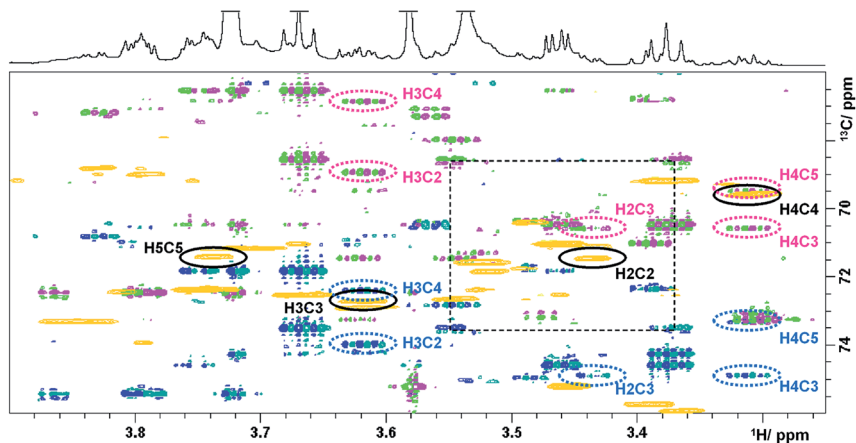 H3C4
13C/ ppm
H3C2
H4C5
70
H4C4
H2C3
H4C3
H5C5
H2C2
72
H3C4
H3C3
H4C5
H3C2
74
H2C3
H4C3
3.8
3.7
3.6
3.5
3.4
1H/ ppm